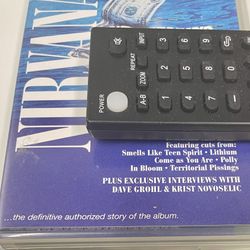 NIRVANA
INPUT
REPEAT
ZOOM
A-B
POWER
1
2
3
4
5
6
7
8
9
0
Featuring cuts from:
Smells Like Teen Spirit · Lithium
Come as You Are · Polly
In Bloom · Territorial Pissings
PLUS EXCLUSIVE INTERVIEWS WITH
DAVE GROHL & KRIST NOVOSELIC
...the definitive authorized story of the album.